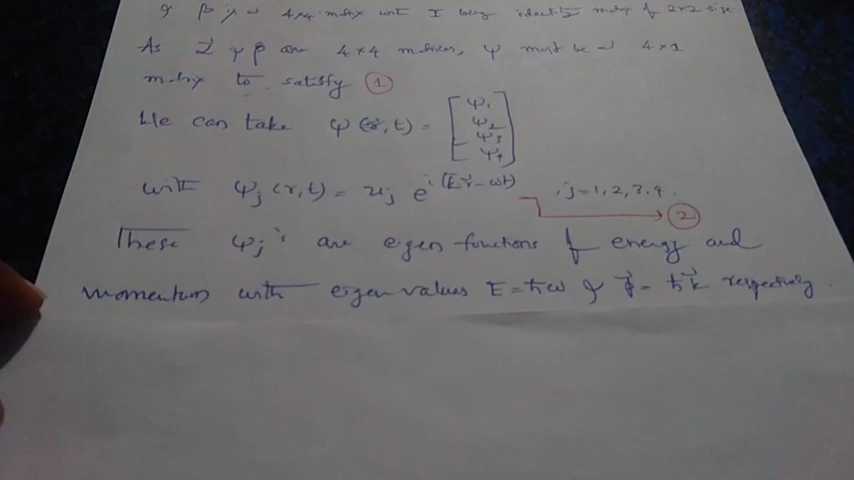 & β is a 4×4 matrix with I being identity matrix of 2×2 size
As α⃗ & β are 4×4 matrices, ψ must be a 4×1
matrix to satisfy ①
We can take ψ(r⃗,t) = [ψ₁ ψ₂ ψ₃ ψ₄]
with ψⱼ(r,t) = uⱼ e^{i(k⃗·r⃗ - ωt)} , j = 1, 2, 3, 4. ②
These ψⱼ's are eigen functions of energy and
momentum with eigen values E = ħω & p⃗ = ħk⃗ respectively.